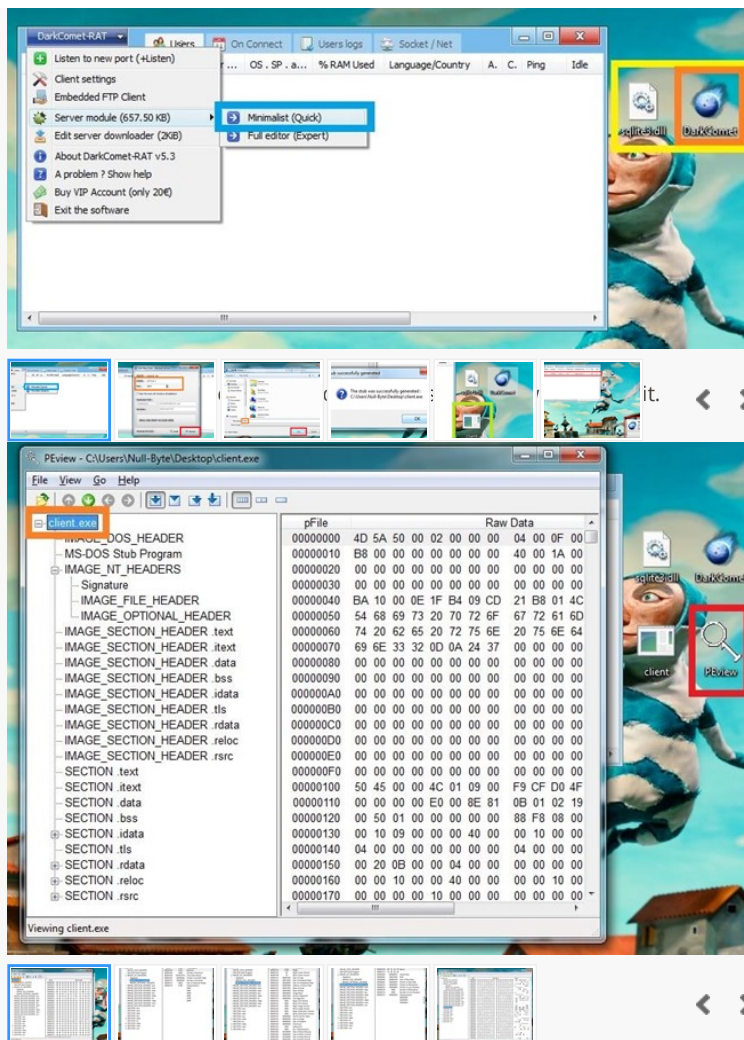 DarkComet-RAT
Users
On Connect
Users logs
Socket / Net
OS . SP . a...
% RAM Used
Language/Country
A.
C.
Ping
Idle
Listen to new port (+Listen)
Client settings
Embedded FTP Client
Server module (657.50 KB)
Edit server downloader (2KiB)
About DarkComet-RAT v5.3
A problem ? Show help
Buy VIP Account (only 20€)
Exit the software
Minimalist (Quick)
Full editor (Expert)
sqlite3.dll
DarkComet
it.
PEview - C:\Users\Null-Byte\Desktop\client.exe
File View Go Help
client.exe
IMAGE_DOS_HEADER
MS-DOS Stub Program
IMAGE_NT_HEADERS
Signature
IMAGE_FILE_HEADER
IMAGE_OPTIONAL_HEADER
IMAGE_SECTION_HEADER .text
IMAGE_SECTION_HEADER .itext
IMAGE_SECTION_HEADER .data
IMAGE_SECTION_HEADER .bss
IMAGE_SECTION_HEADER .idata
IMAGE_SECTION_HEADER .tls
IMAGE_SECTION_HEADER .rdata
IMAGE_SECTION_HEADER .reloc
IMAGE_SECTION_HEADER .rsrc
SECTION .text
SECTION .itext
SECTION .data
SECTION .bss
SECTION .idata
SECTION .tls
SECTION .rdata
SECTION .reloc
SECTION .rsrc
pFile Raw Data
00000000 4D 5A 50 00 02 00 00 00 04 00 0F 00
00000010 B8 00 00 00 00 00 00 00 40 00 1A 00
00000020 00 00 00 00 00 00 00 00 00 00 00 00
00000030 00 00 00 00 00 00 00 00 00 00 00 00
00000040 BA 10 00 0E 1F B4 09 CD 21 B8 01 4C
00000050 54 68 69 73 20 70 72 6F 67 72 61 6D
00000060 74 20 62 65 20 72 75 6E 20 75 6E 64
00000070 69 6E 33 32 0D 0A 24 37 00 00 00 00
00000080 00 00 00 00 00 00 00 00 00 00 00 00
00000090 00 00 00 00 00 00 00 00 00 00 00 00
000000A0 00 00 00 00 00 00 00 00 00 00 00 00
000000B0 00 00 00 00 00 00 00 00 00 00 00 00
000000C0 00 00 00 00 00 00 00 00 00 00 00 00
000000D0 00 00 00 00 00 00 00 00 00 00 00 00
000000E0 00 00 00 00 00 00 00 00 00 00 00 00
000000F0 00 00 00 00 00 00 00 00 00 00 00 00
00000100 50 45 00 00 4C 01 09 00 F9 CF D0 4F
00000110 00 00 00 00 E0 00 8E 81 0B 01 02 19
00000120 00 50 01 00 00 00 00 00 88 F8 08 00
00000130 00 10 09 00 00 00 40 00 00 10 00 00
00000140 04 00 00 00 00 00 00 00 04 00 00 00
00000150 00 20 0B 00 00 04 00 00 00 00 00 00
00000160 00 00 10 00 00 40 00 00 00 00 10 00
00000170 00 00 00 00 10 00 00 00 00 00 00 00
sqlite3.dll
DarkCome
client
PEview
Viewing client.exe